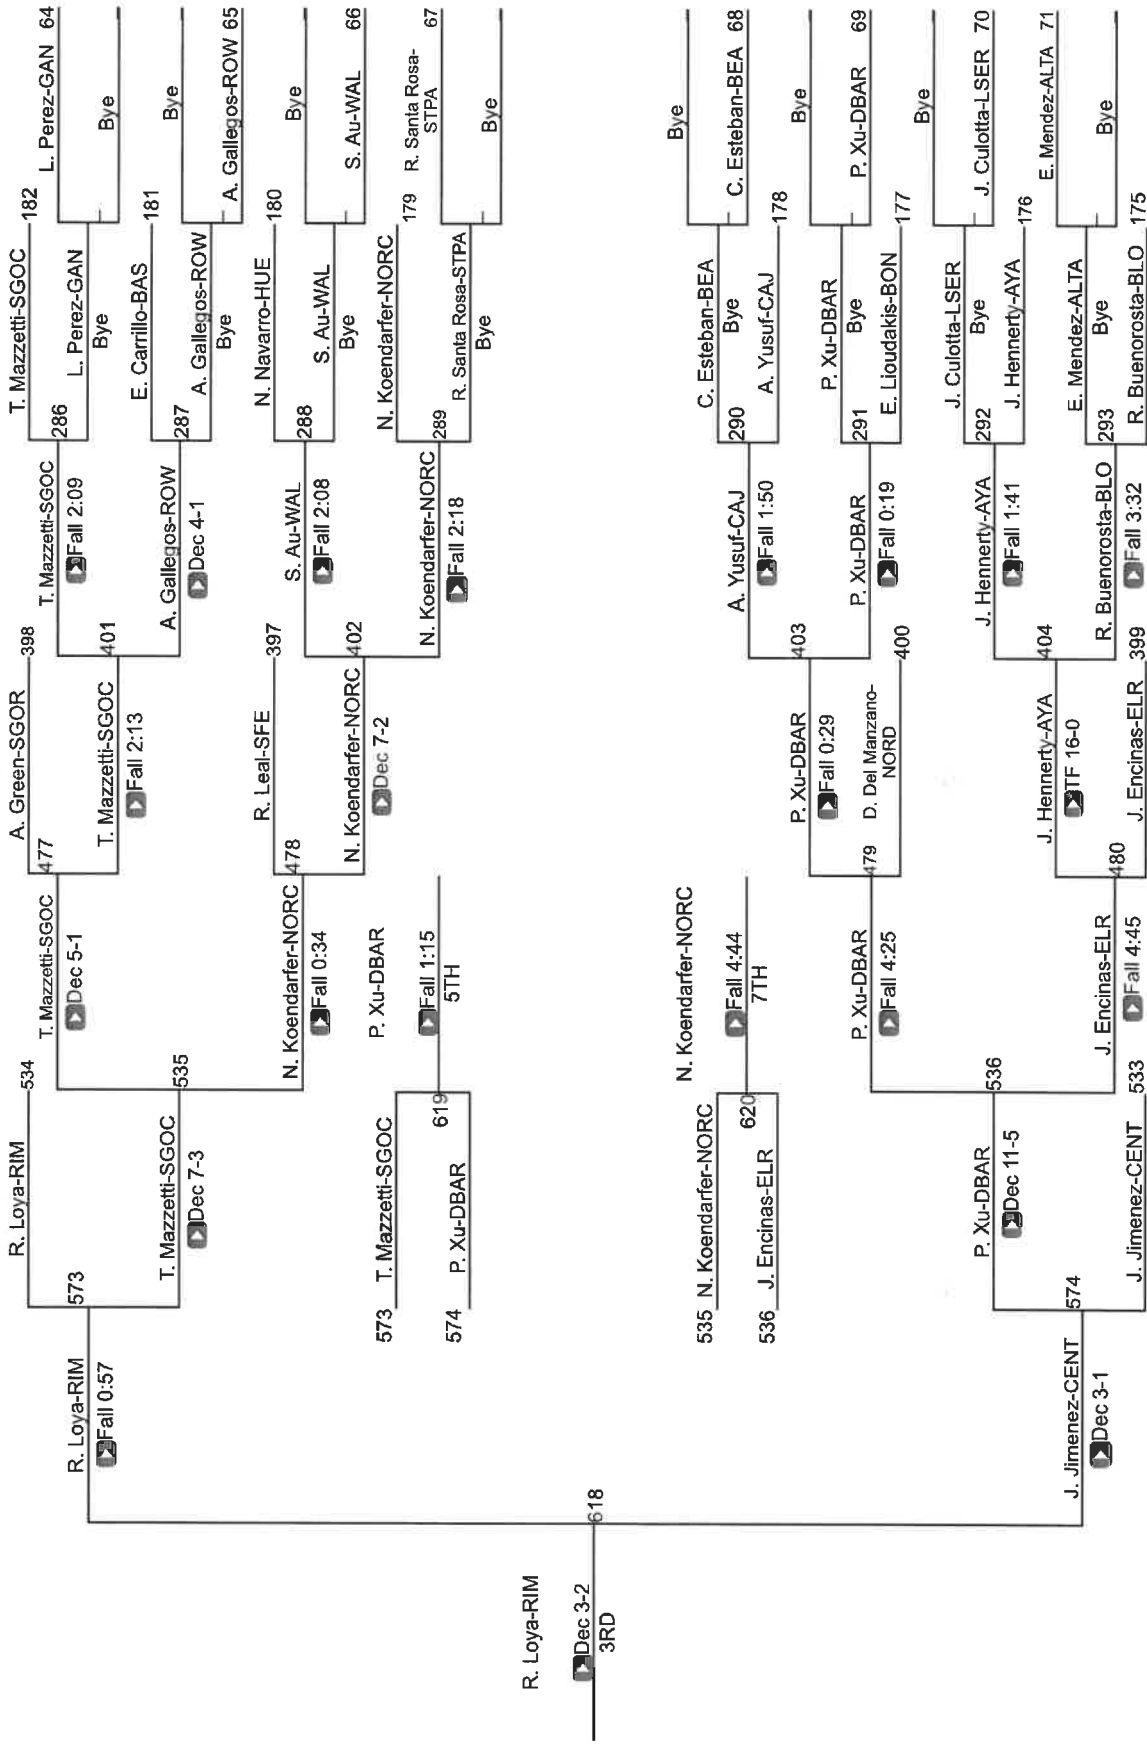 L. Perez-GAN 64
Bye
Bye
A. Gallegos-ROW 65
Bye
S. Au-WAL 66
R. Santa Rosa- 67
STPA
Bye
Bye
C. Esteban-BEA 68
Bye
P. Xu-DBAR 69
Bye
J. Culotta-LSER 70
E. Mendez-ALTA 71
Bye
T. Mazzetti-SGOC 182
286
L. Perez-GAN
Bye
E. Carrillo-BAS 181
287
A. Gallegos-ROW
Bye
N. Navarro-HUE 180
288
S. Au-WAL
Bye
N. Koendarfer-NORC 179
289
R. Santa Rosa-STPA
Bye
C. Esteban-BEA
Bye
290
A. Yusuf-CAJ 178
P. Xu-DBAR
Bye
291
E. Lioudakis-BON 177
J. Culotta-LSER
Bye
292
J. Hennerty-AYA 176
E. Mendez-ALTA
Bye
293
R. Buenorosta-BLO 175
A. Green-SGOR 398
T. Mazzetti-SGOC
Fall 2:09
401
A. Gallegos-ROW
Dec 4-1
R. Leal-SFE 397
S. Au-WAL
Fall 2:08
402
N. Koendarfer-NORC
Fall 2:18
A. Yusuf-CAJ
Fall 1:50
403
P. Xu-DBAR
Fall 0:19
D. Del Manzano- 400
NORD
J. Hennerty-AYA
Fall 1:41
404
R. Buenorosta-BLO
Fall 3:32
J. Encinas-ELR 399
477
T. Mazzetti-SGOC
Fall 2:13
478
N. Koendarfer-NORC
Dec 7-2
P. Xu-DBAR
Fall 0:29
479
J. Hennerty-AYA
TF 16-0
480
R. Loya-RIM 534
T. Mazzetti-SGOC
Dec 5-1
535
N. Koendarfer-NORC
Fall 0:34
P. Xu-DBAR
Fall 1:15
5TH
N. Koendarfer-NORC
Fall 4:44
7TH
P. Xu-DBAR
Fall 4:25
536
J. Encinas-ELR
Fall 4:45
J. Jimenez-CENT 533
573
T. Mazzetti-SGOC
Dec 7-3
573 T. Mazzetti-SGOC
619
574 P. Xu-DBAR
535 N. Koendarfer-NORC
620
536 J. Encinas-ELR
P. Xu-DBAR
Dec 11-5
574
R. Loya-RIM
Fall 0:57
618
J. Jimenez-CENT
Dec 3-1
R. Loya-RIM
Dec 3-2
3RD